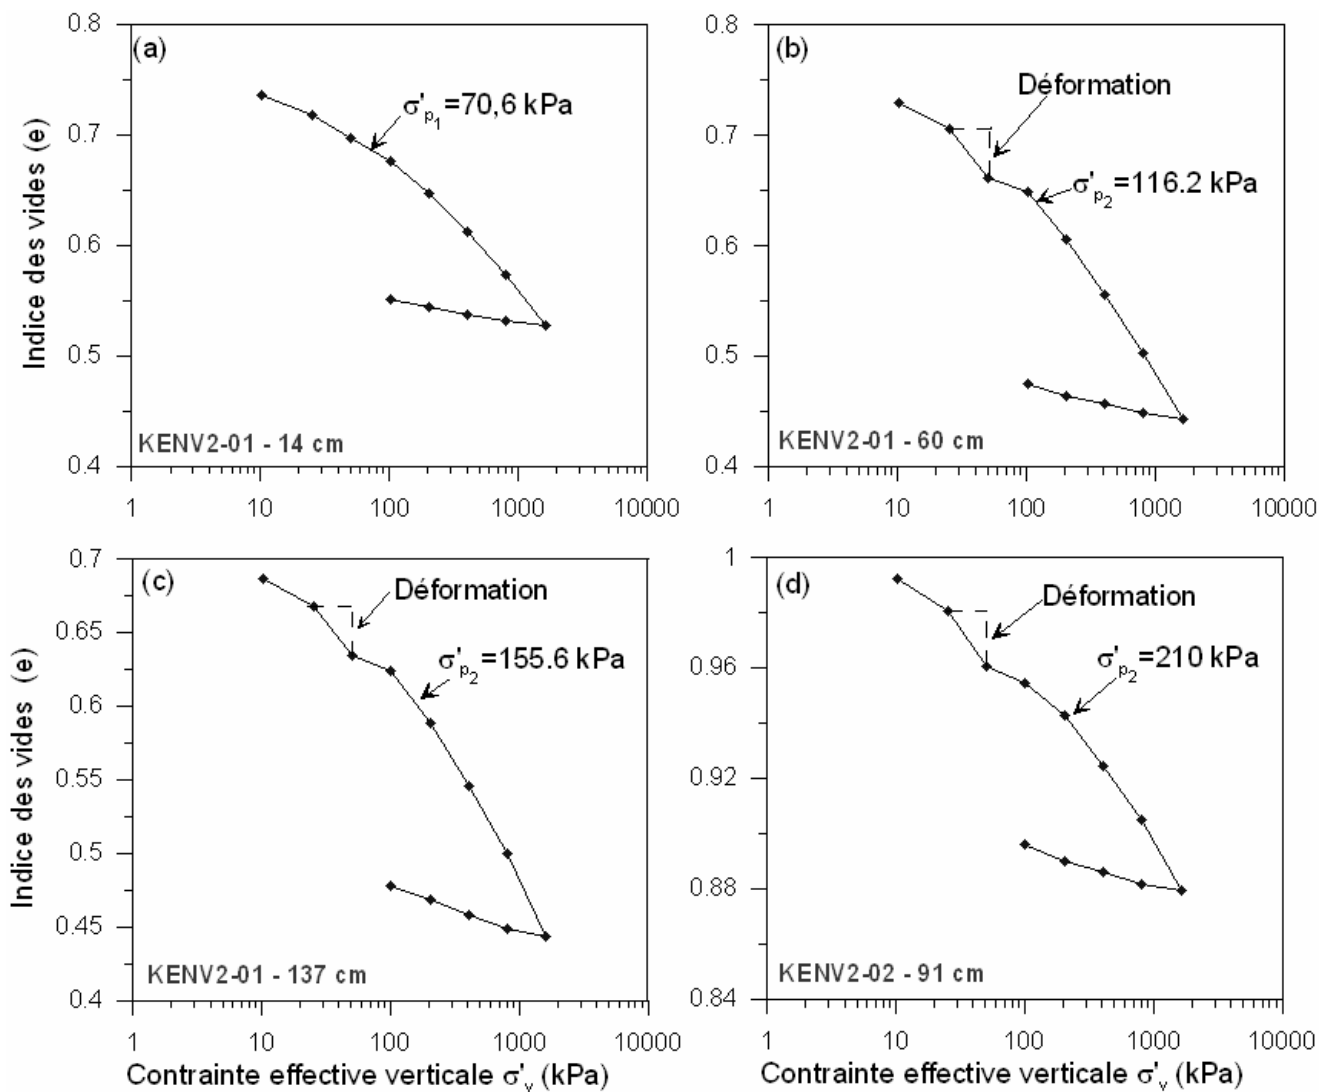 (a)
σ'p1=70,6 kPa
Indice des vides (e)
0.8
0.7
0.6
0.5
0.4
KENV2-01 - 14 cm
1
10
100
1000
10000
(b)
Déformation
σ'p2=116.2 kPa
0.8
0.7
0.6
0.5
0.4
KENV2-01 - 60 cm
1
10
100
1000
10000
(c)
Déformation
σ'p2=155.6 kPa
Indice des vides (e)
0.7
0.65
0.6
0.55
0.5
0.45
0.4
KENV2-01 - 137 cm
1
10
100
1000
10000
Contrainte effective verticale σ'v (kPa)
(d)
Déformation
σ'p2=210 kPa
1
0.96
0.92
0.88
0.84
KENV2-02 - 91 cm
1
10
100
1000
10000
Contrainte effective verticale σ'v (kPa)